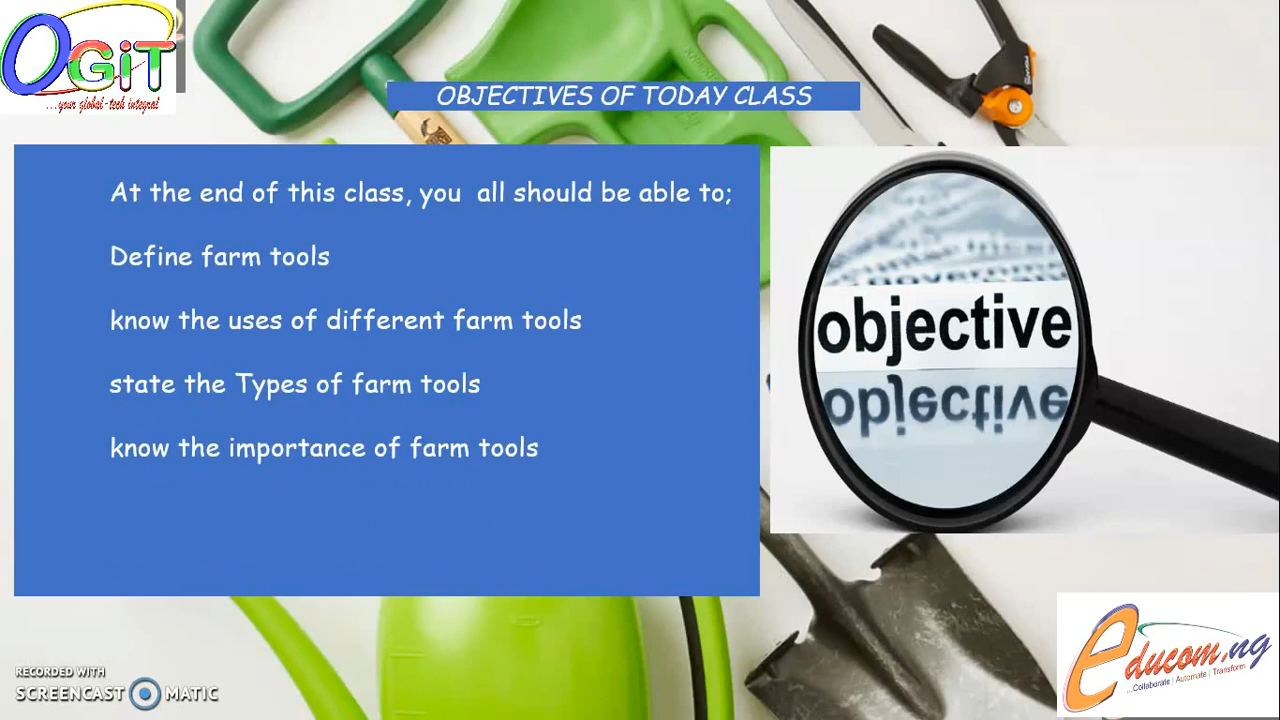 OGiT
...your global-tech integral
OBJECTIVES OF TODAY CLASS
At the end of this class, you all should be able to;
Define farm tools
know the uses of different farm tools
state the Types of farm tools
know the importance of farm tools
government
objective
objective
educom.ng
...Collaborate | Automate | Transform
RECORDED WITH
SCREENCAST MATIC